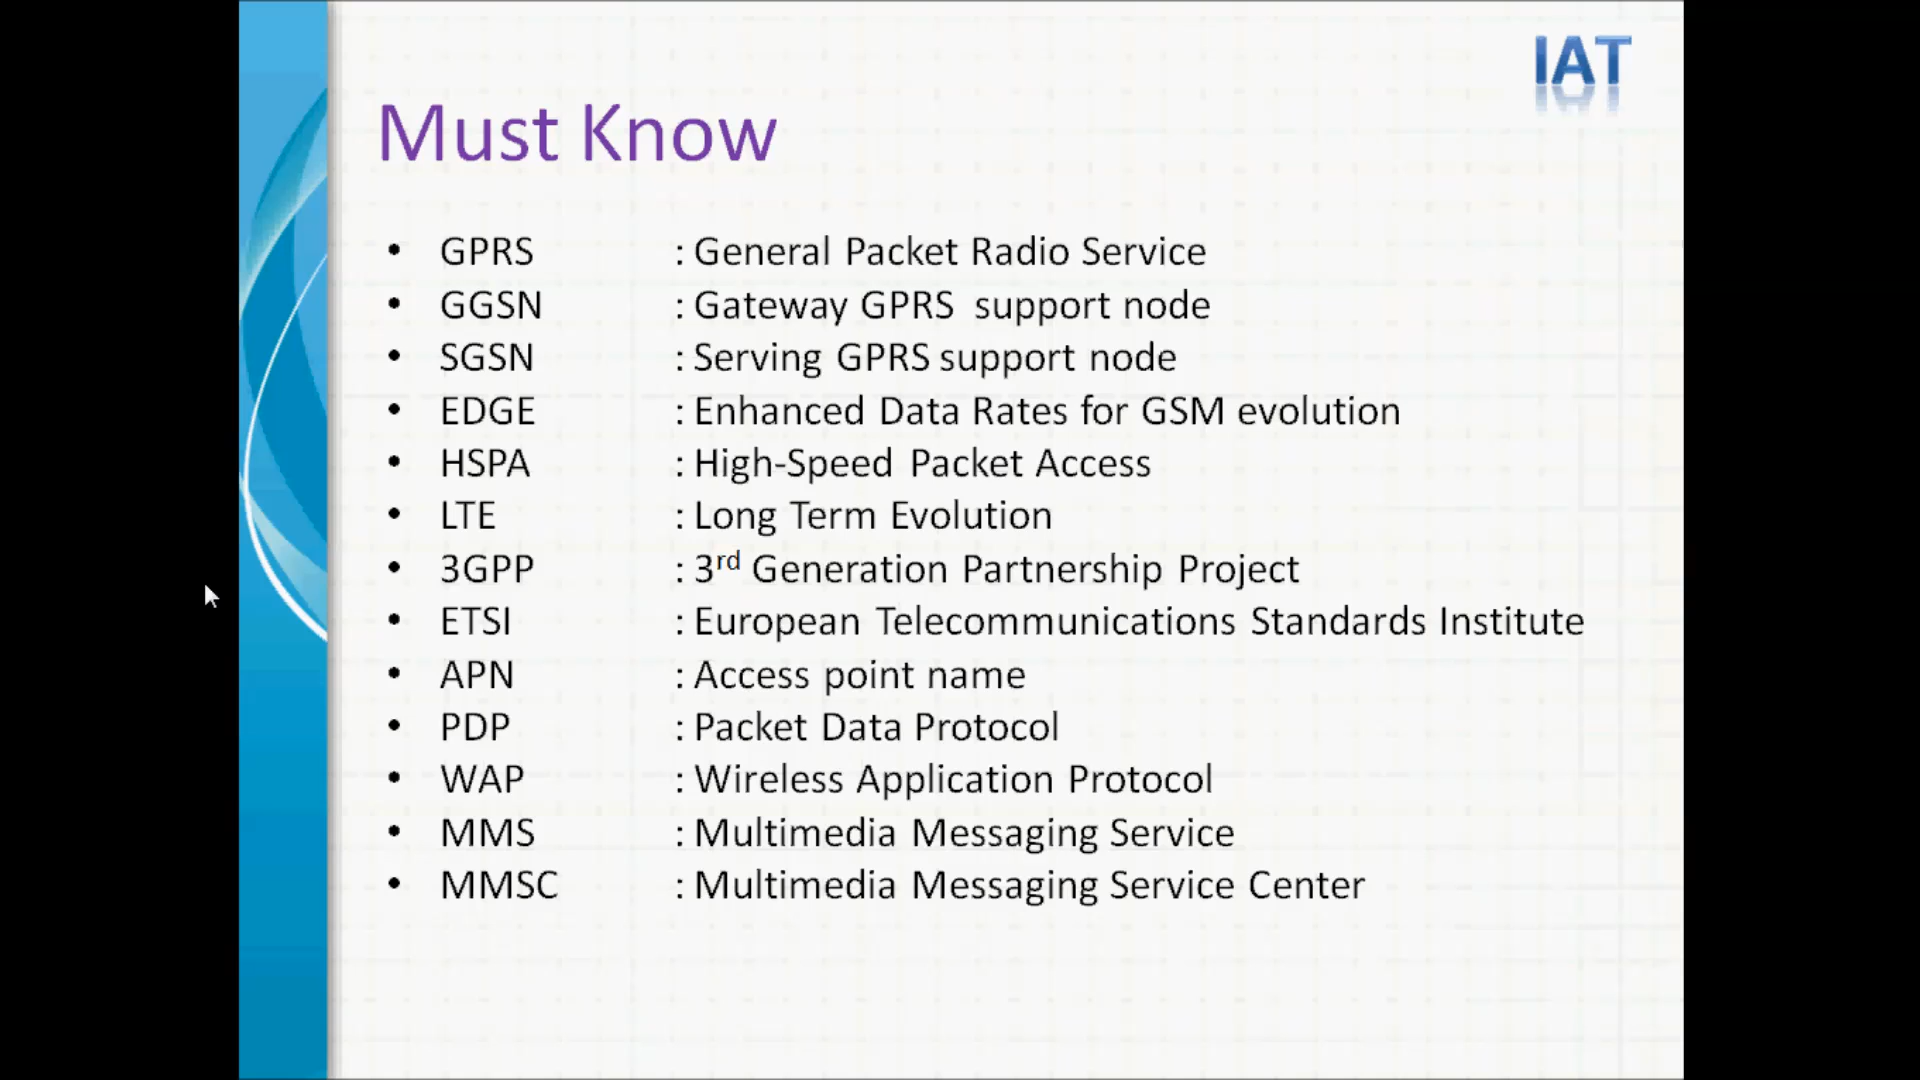 IAT
Must Know
• GPRS : General Packet Radio Service
• GGSN : Gateway GPRS support node
• SGSN : Serving GPRS support node
• EDGE : Enhanced Data Rates for GSM evolution
• HSPA : High-Speed Packet Access
• LTE : Long Term Evolution
• 3GPP : 3rd Generation Partnership Project
• ETSI : European Telecommunications Standards Institute
• APN : Access point name
• PDP : Packet Data Protocol
• WAP : Wireless Application Protocol
• MMS : Multimedia Messaging Service
• MMSC : Multimedia Messaging Service Center